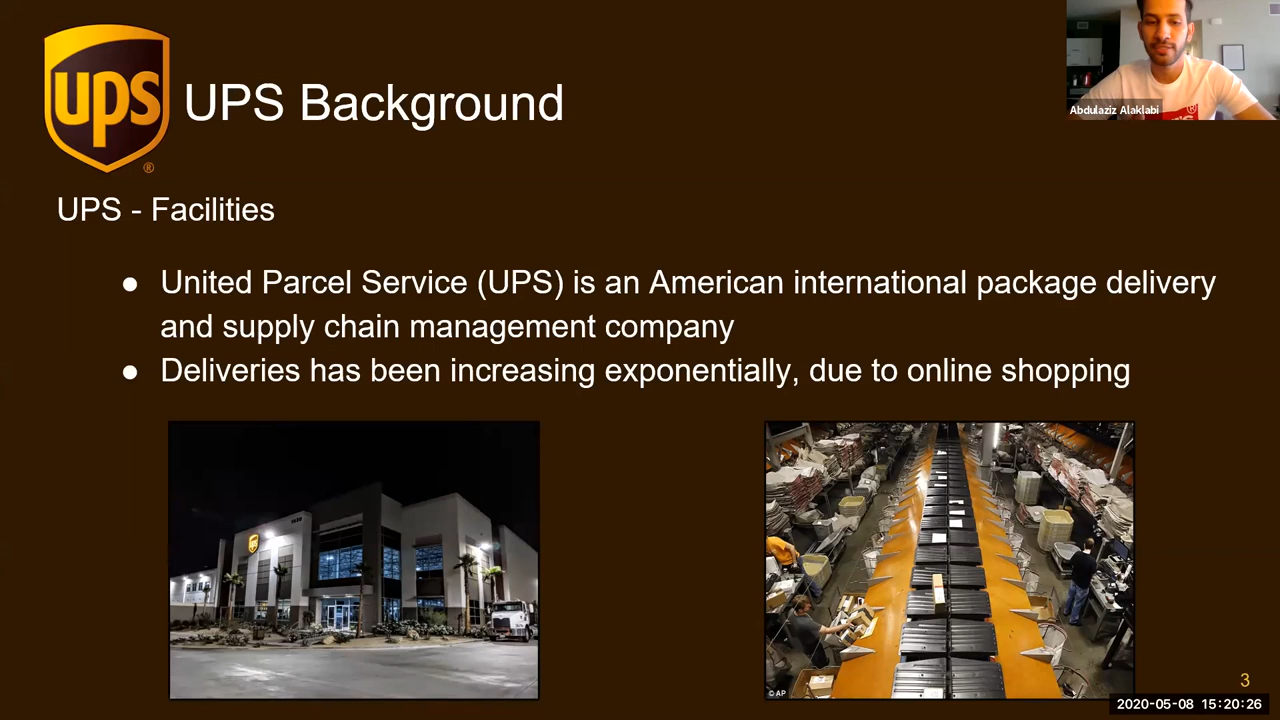 ups
®
UPS Background
Abdulaziz Alaklabi
UPS - Facilities
● United Parcel Service (UPS) is an American international package delivery
and supply chain management company
● Deliveries has been increasing exponentially, due to online shopping
© AP
3
2020-05-08 15:20:26